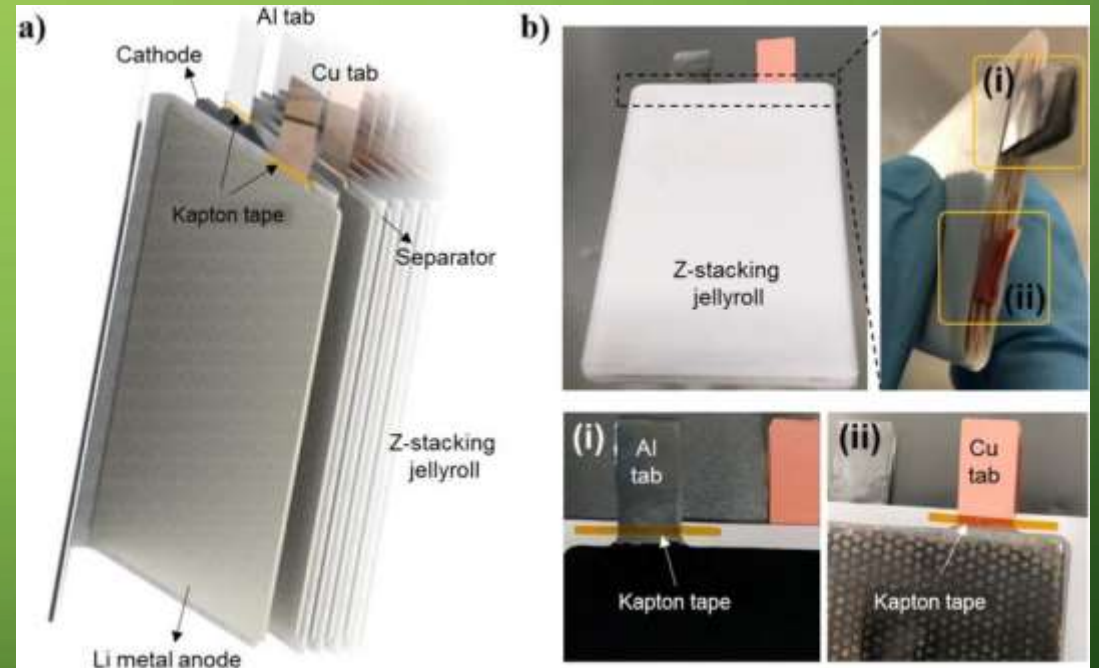 a)
Al tab
Cathode
Cu tab
Kapton tape
Separator
Z-stacking
jellyroll
Li metal anode
b)
Z-stacking
jellyroll
(i)
(ii)
(i)
Al
tab
Kapton tape
(ii)
Cu
tab
Kapton tape